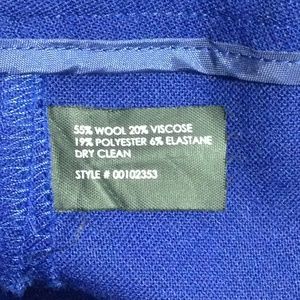 55% WOOL 20% VISCOSE
19% POLYESTER 6% ELASTANE
DRY CLEAN
STYLE # 00102353